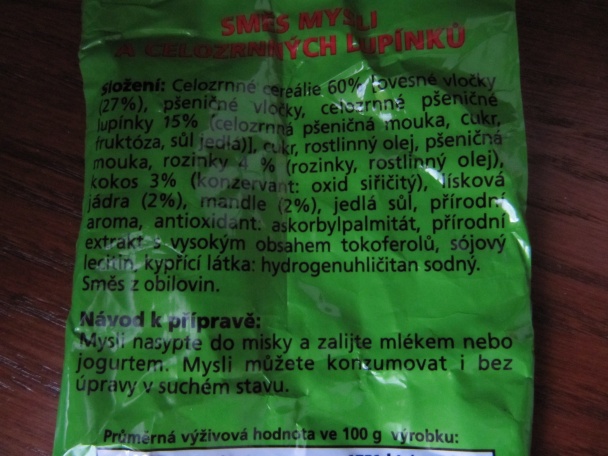 SMĚS MYSLI
A CELOZRNNÝCH LUPÍNKŮ
Složení: Celozrnné cereálie 60% [ovesné vločky
(27%), pšeničné vločky, celozrnné pšeničné
lupínky 15% (celozrnná pšeničná mouka, cukr,
fruktóza, sůl jedlá)], cukr, rostlinný olej, pšeničná
mouka, rozinky 4 % (rozinky, rostlinný olej),
kokos 3% (konzervant: oxid siřičitý), lísková
jádra (2%), mandle (2%), jedlá sůl, přírodní
aroma, antioxidant: askorbylpalmitát, přírodní
extrakt s vysokým obsahem tokoferolů, sójový
lecitin, kypřící látka: hydrogenuhličitan sodný.
Směs z obilovin.
Návod k přípravě:
Mysli nasypte do misky a zalijte mlékem nebo
jogurtem. Mysli můžete konzumovat i bez
úpravy v suchém stavu.
Průměrná výživová hodnota ve 100 g výrobku: